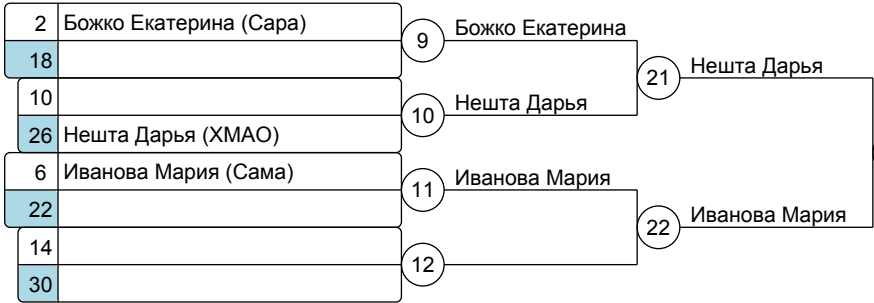 2 Божко Екатерина (Сара)
18
10
26 Нешта Дарья (ХМАО)
6 Иванова Мария (Сама)
22
14
30
9 Божко Екатерина
10 Нешта Дарья
11 Иванова Мария
12
21 Нешта Дарья
22 Иванова Мария